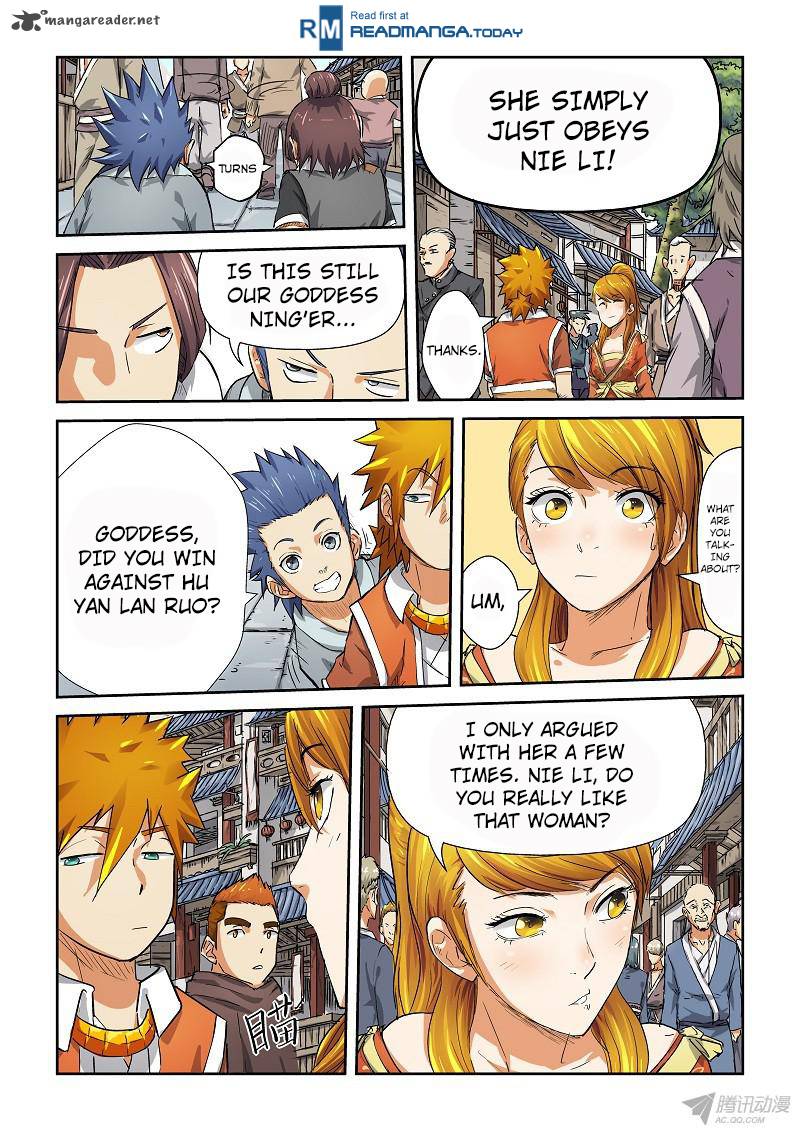 mangareader.net
RM
Read first at
READMANGA.TODAY
TURNS
SHE SIMPLY
JUST OBEYS
NIE LI!
IS THIS STILL
OUR GODDESS
NING'ER...
THANKS.
GODDESS,
DID YOU WIN
AGAINST HU
YAN LAN RUO?
UM,
WHAT
ARE
YOU
TALK-
ING
ABOUT?
瞄
I ONLY ARGUED
WITH HER A FEW
TIMES. NIE LI, DO
YOU REALLY LIKE
THAT WOMAN?
腾讯动漫
AC.QQ.COM